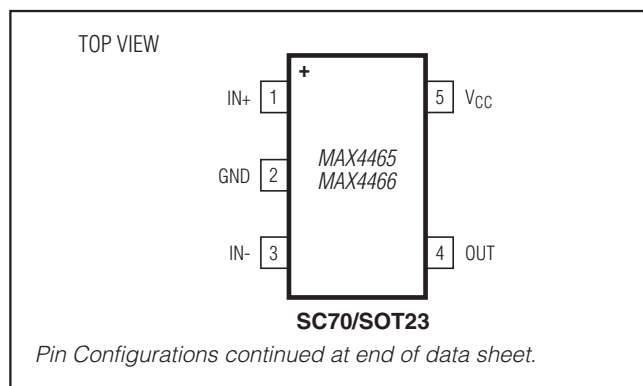 TOP VIEW
+
IN+ 1
5 VCC
MAX4465
MAX4466
GND 2
IN- 3
4 OUT
SC70/SOT23
Pin Configurations continued at end of data sheet.